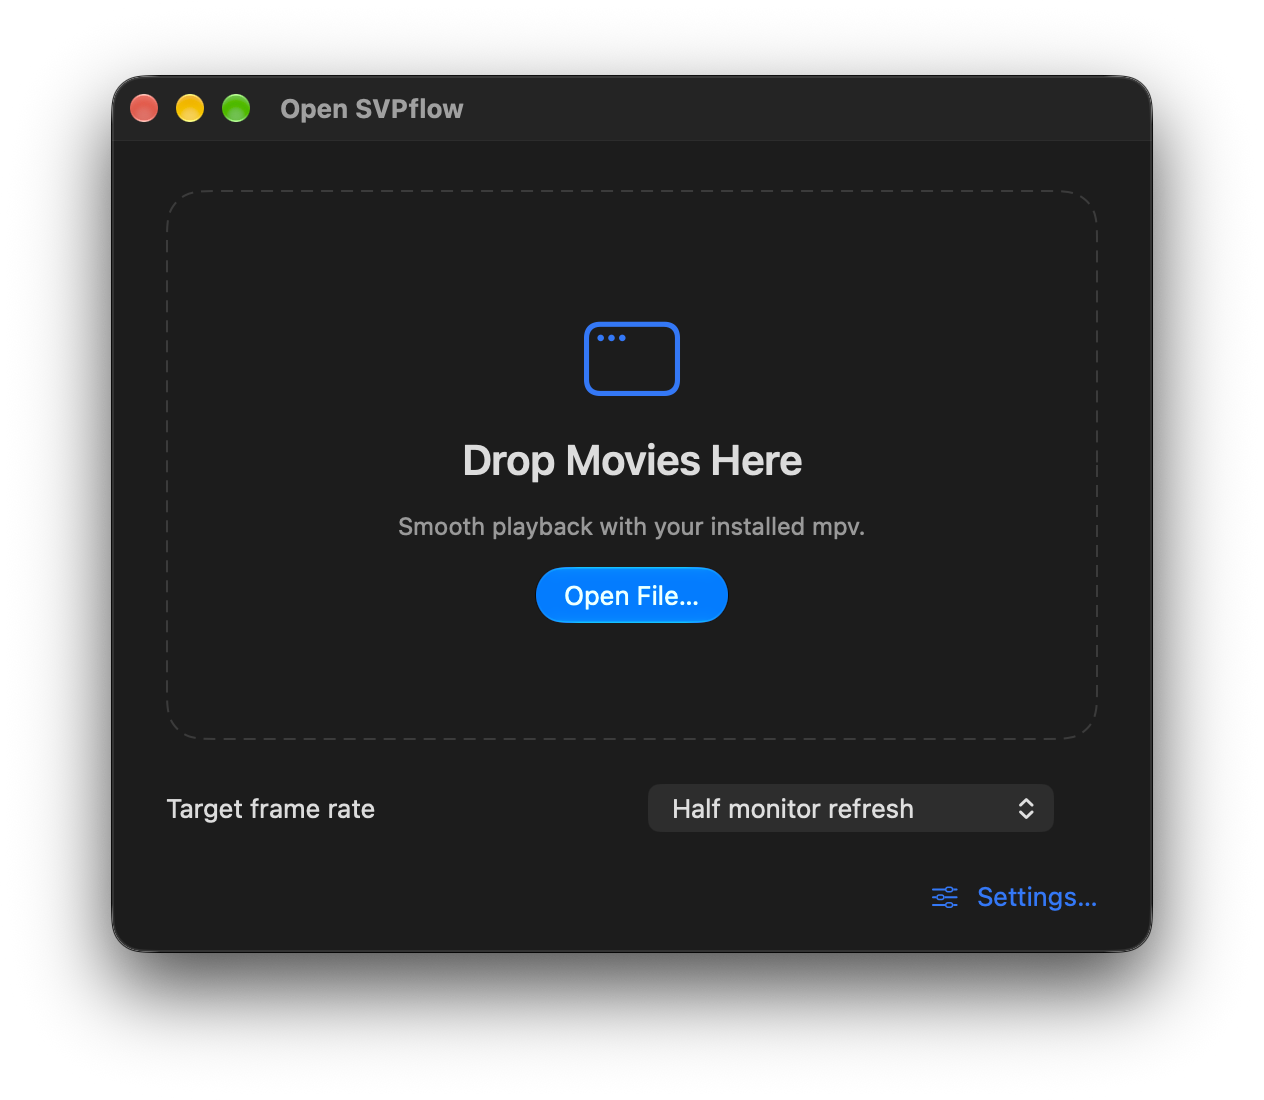 Open SVPflow
Drop Movies Here
Smooth playback with your installed mpv.
Open File...
Target frame rate
Half monitor refresh
Settings...